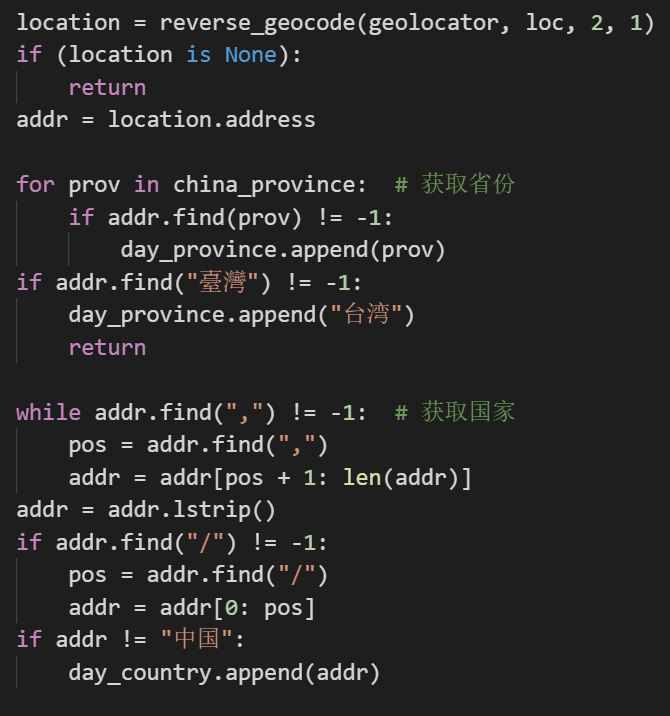 location = reverse_geocode(geolocator, loc, 2, 1)
if (location is None):
    return
addr = location.address

for prov in china_province:  # 获取省份
    if addr.find(prov) != -1:
        day_province.append(prov)
if addr.find("臺灣") != -1:
    day_province.append("台湾")
    return

while addr.find(",") != -1:  # 获取国家
    pos = addr.find(",")
    addr = addr[pos + 1: len(addr)]
addr = addr.lstrip()
if addr.find("/") != -1:
    pos = addr.find("/")
    addr = addr[0: pos]
if addr != "中国":
    day_country.append(addr)